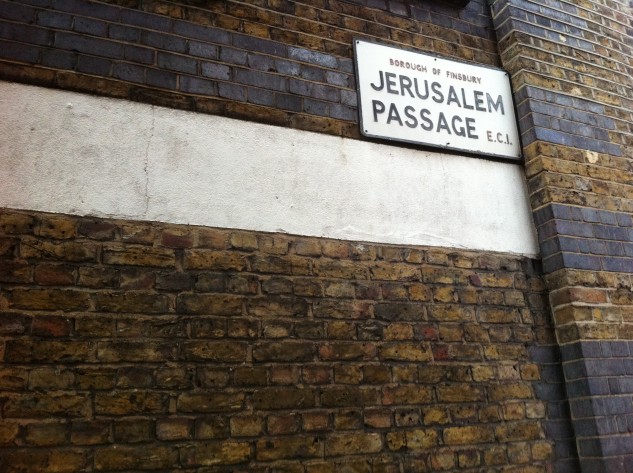 BOROUGH OF FINSBURY
JERUSALEM
PASSAGE E.C.1.